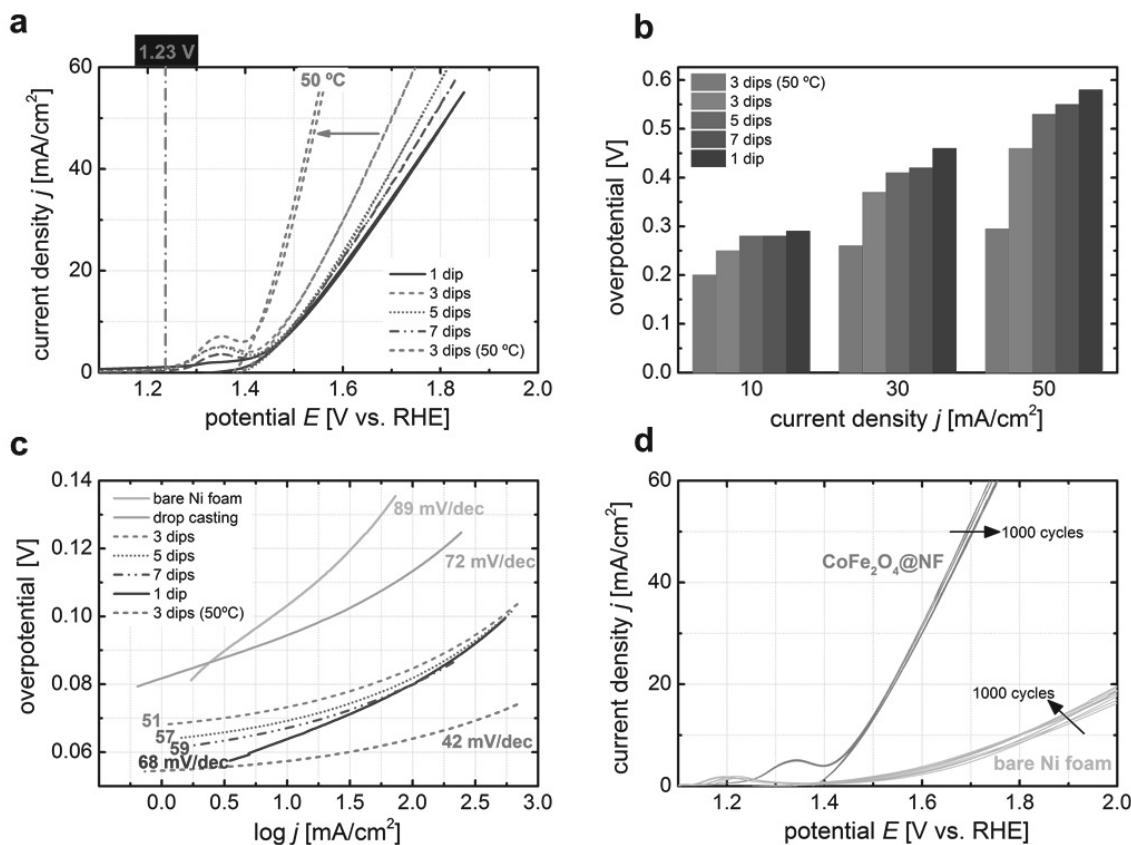 a
1.23 V
60
40
20
0
1.2
1.4
1.6
1.8
2.0
current density j [mA/cm²]
potential E [V vs. RHE]
50 ºC
1 dip
3 dips
5 dips
7 dips
3 dips (50 ºC)
b
0.6
0.5
0.4
0.3
0.2
0.1
0.0
10
30
50
overpotential [V]
current density j [mA/cm²]
3 dips (50 ºC)
3 dips
5 dips
7 dips
1 dip
c
0.14
0.12
0.10
0.08
0.06
0.0
0.5
1.0
1.5
2.0
2.5
3.0
overpotential [V]
log j [mA/cm²]
bare Ni foam
drop casting
3 dips
5 dips
7 dips
1 dip
3 dips (50ºC)
89 mV/dec
72 mV/dec
51
57
59
68 mV/dec
42 mV/dec
d
60
40
20
0
1.2
1.4
1.6
1.8
2.0
current density j [mA/cm²]
potential E [V vs. RHE]
1000 cycles
CoFe₂O₄@NF
1000 cycles
bare Ni foam